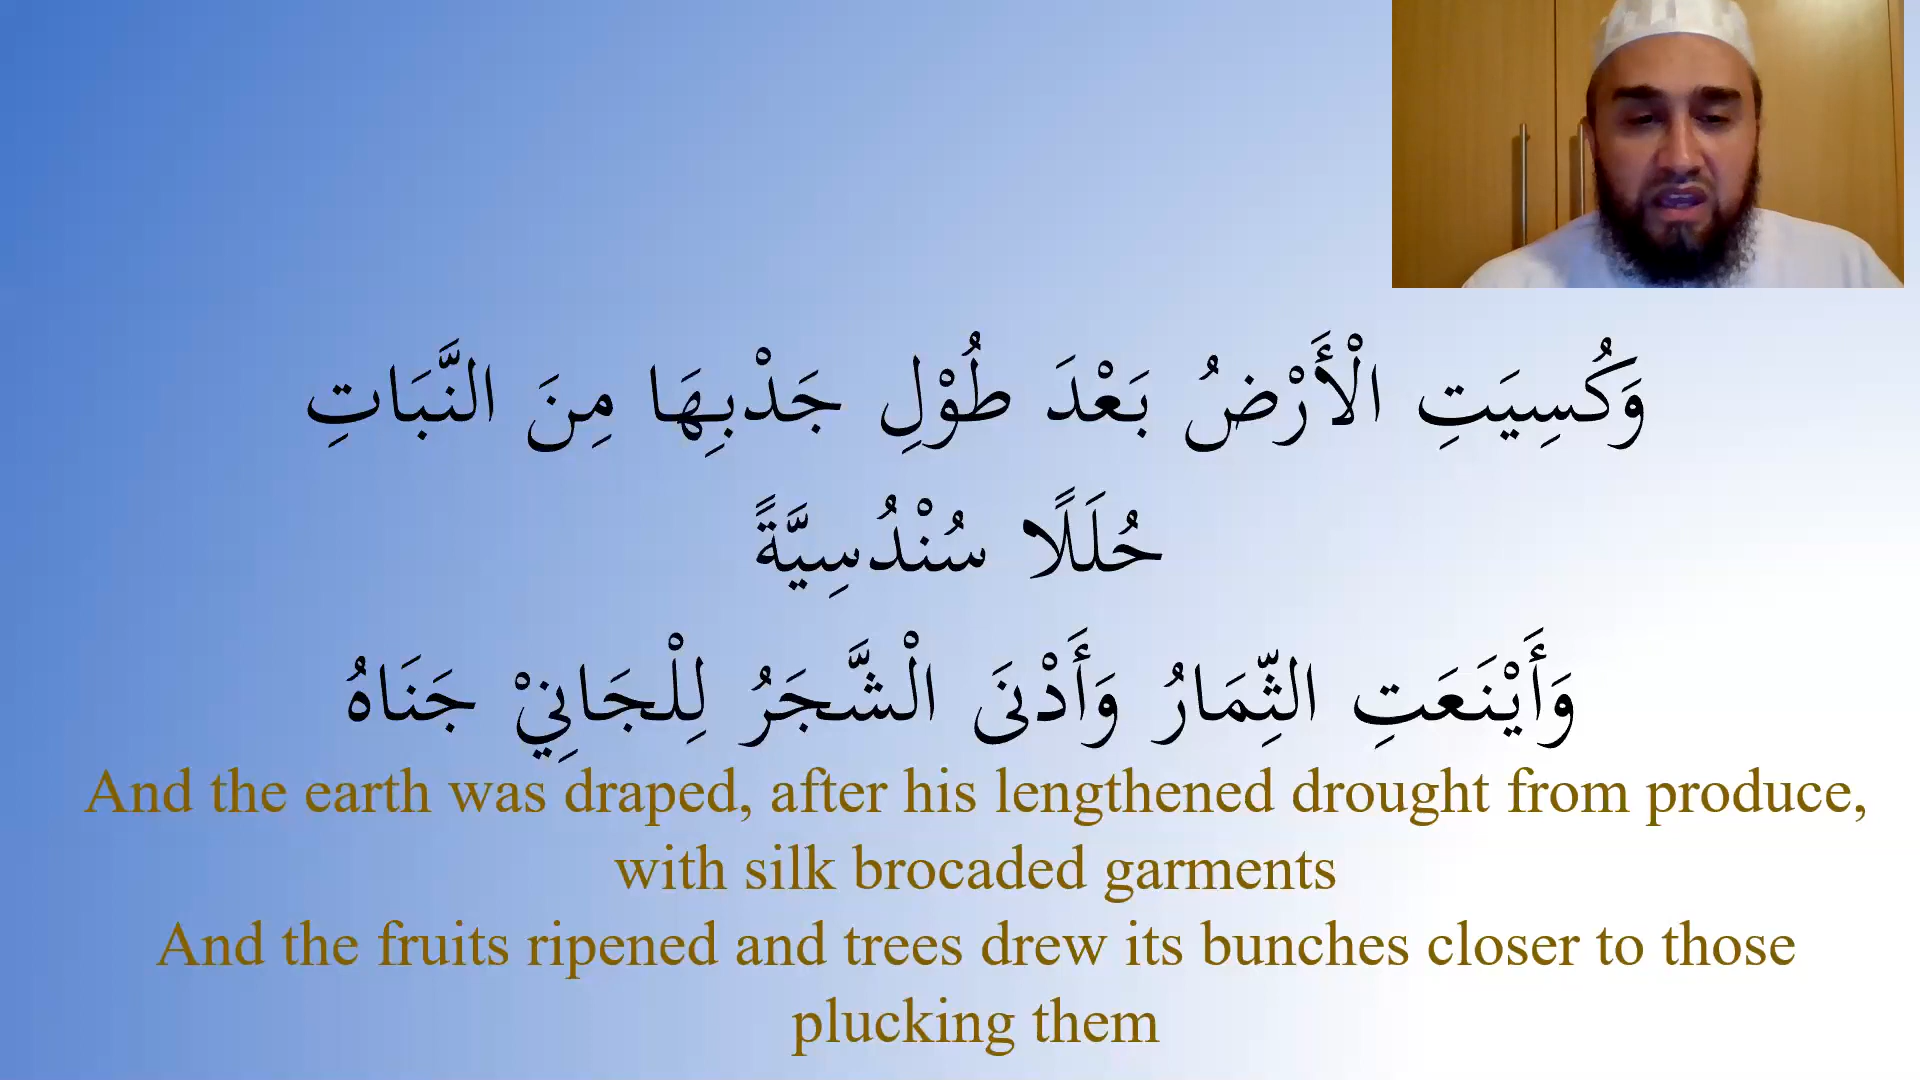 وَكُسِيَتِ الْأَرْضُ بَعْدَ طُوْلِ جَدْبِهَا مِنَ النَّبَاتِ
حُلَلًا سُنْدُسِيَّةً
وَأَيْنَعَتِ الثِّمَارُ وَأَدْنَى الْشَّجَرُ لِلْجَانِيْ جَنَاهُ
And the earth was draped, after his lengthened drought from produce,
with silk brocaded garments
And the fruits ripened and trees drew its bunches closer to those
plucking them